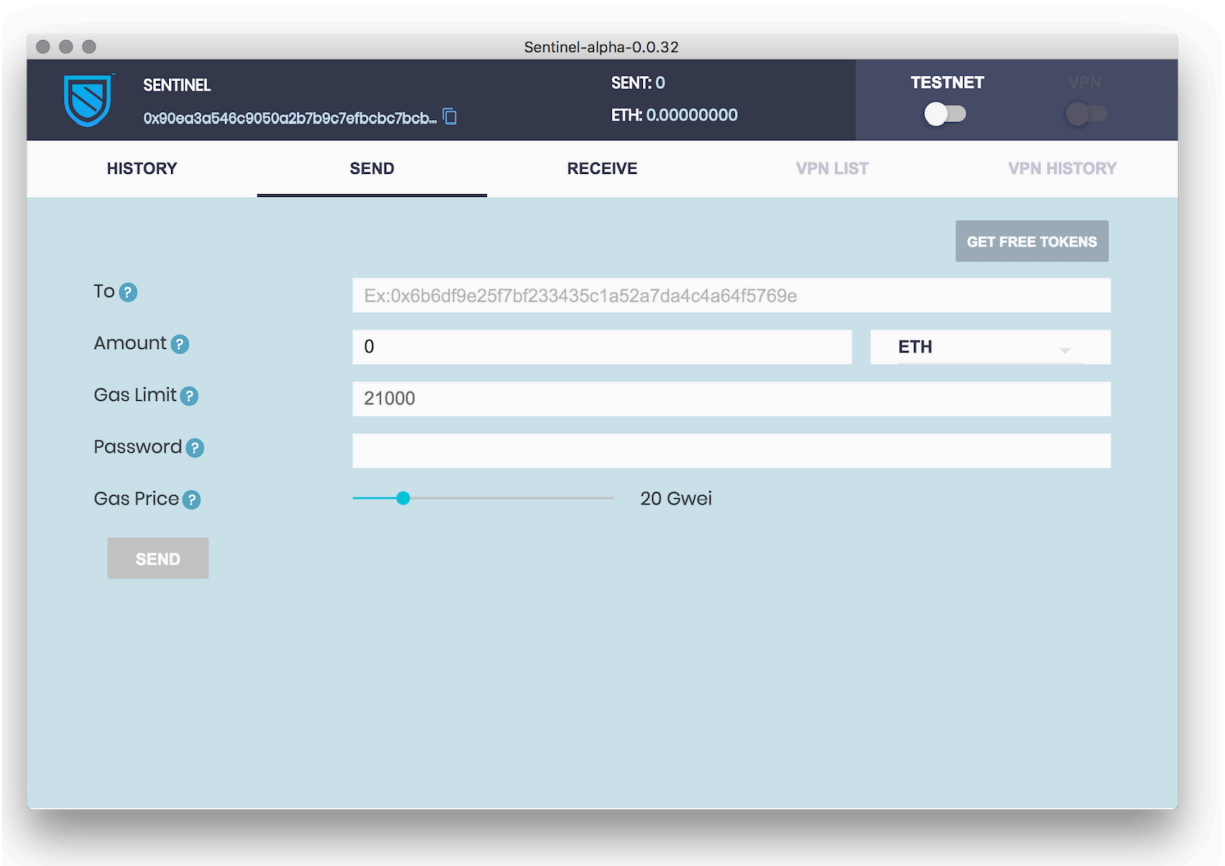 Sentinel-alpha-0.0.32
SENTINEL
0x90ea3a546c9050a2b7b9c7efbcbc7bcb...
SENT: 0
ETH: 0.00000000
TESTNET
VPN
HISTORY
SEND
RECEIVE
VPN LIST
VPN HISTORY
GET FREE TOKENS
To ?
Ex:0x6b6df9e25f7bf233435c1a52a7da4c4a64f5769e
Amount ?
0
ETH
Gas Limit ?
21000
Password ?
Gas Price ?
20 Gwei
SEND